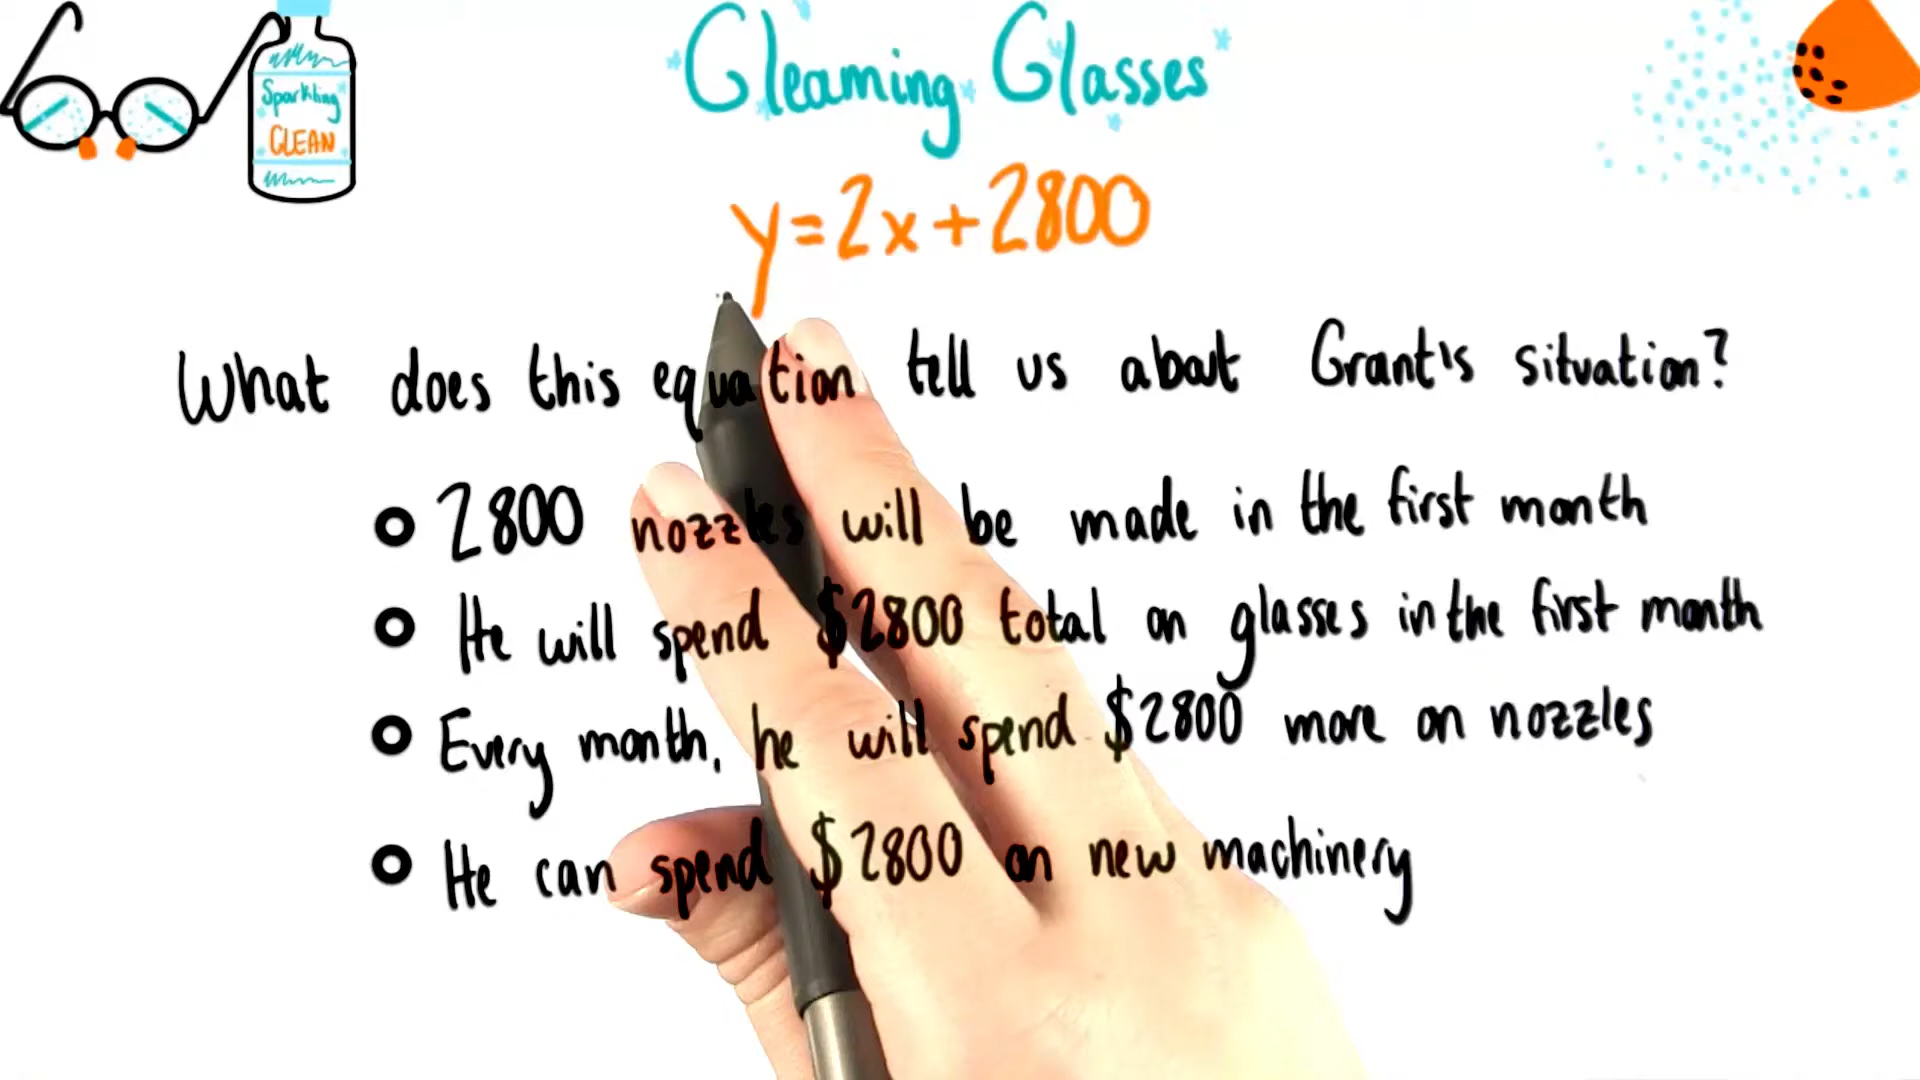 Gleaming Glasses
Sparkling
CLEAN
y=2x+2800
What does this equation tell us about Grant's situation?
2800 nozzles will be made in the first month
He will spend $2800 total on glasses in the first month
Every month, he will spend $2800 more on nozzles
He can spend $2800 on new machinery